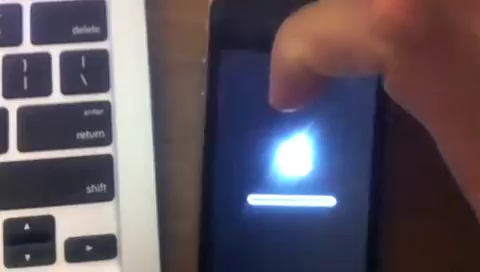 delete
}
]
|
\
enter
return
shift